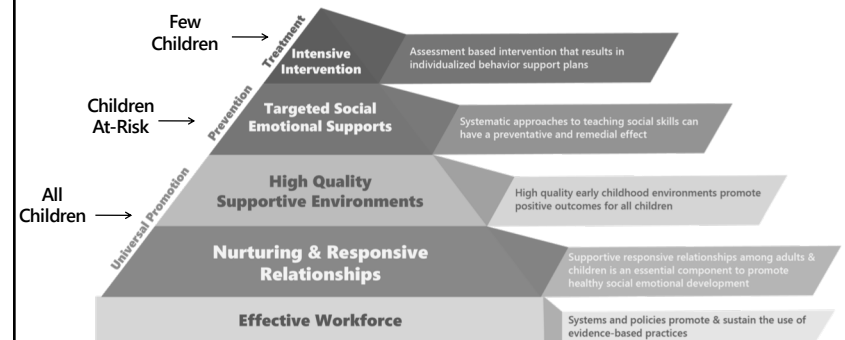 Few
Children
Treatment
Intensive
Intervention
Assessment based intervention that results in
individualized behavior support plans
Children
At-Risk
Prevention
Targeted Social
Emotional Supports
Systematic approaches to teaching social skills can
have a preventative and remedial effect
All
Children
Universal Promotion
High Quality
Supportive Environments
High quality early childhood environments promote
positive outcomes for all children
Nurturing & Responsive
Relationships
Supportive responsive relationships among adults &
children is an essential component to promote
healthy social emotional development
Effective Workforce
Systems and policies promote & sustain the use of
evidence-based practices